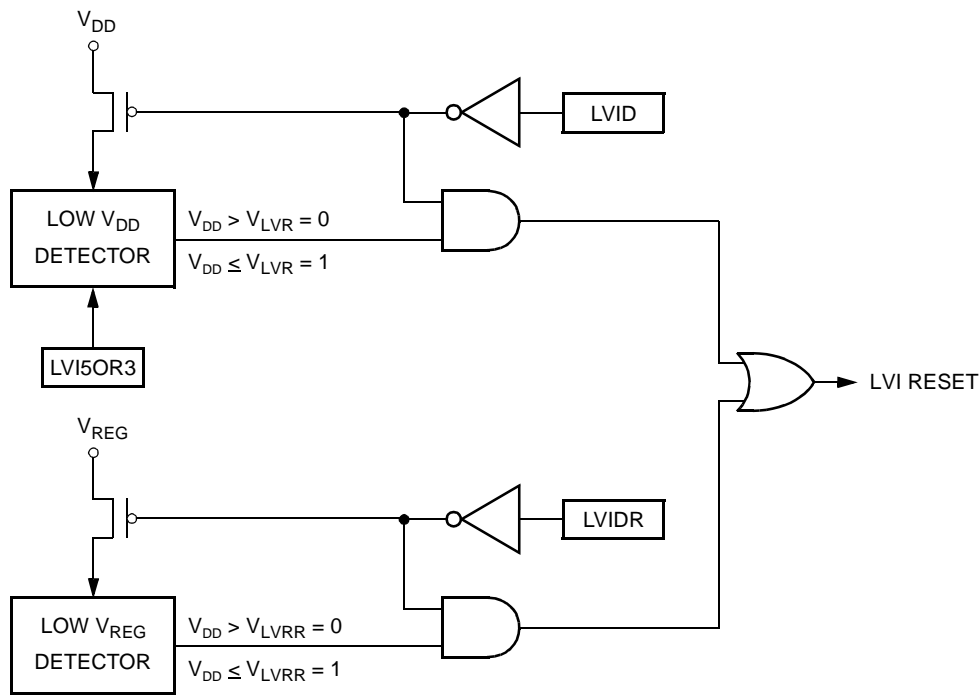 VDD
LVID
LOW VDD
DETECTOR
VDD > VLVR = 0
VDD ≤ VLVR = 1
LVI5OR3
LVI RESET
VREG
LVIDR
LOW VREG
DETECTOR
VDD > VLVRR = 0
VDD ≤ VLVRR = 1